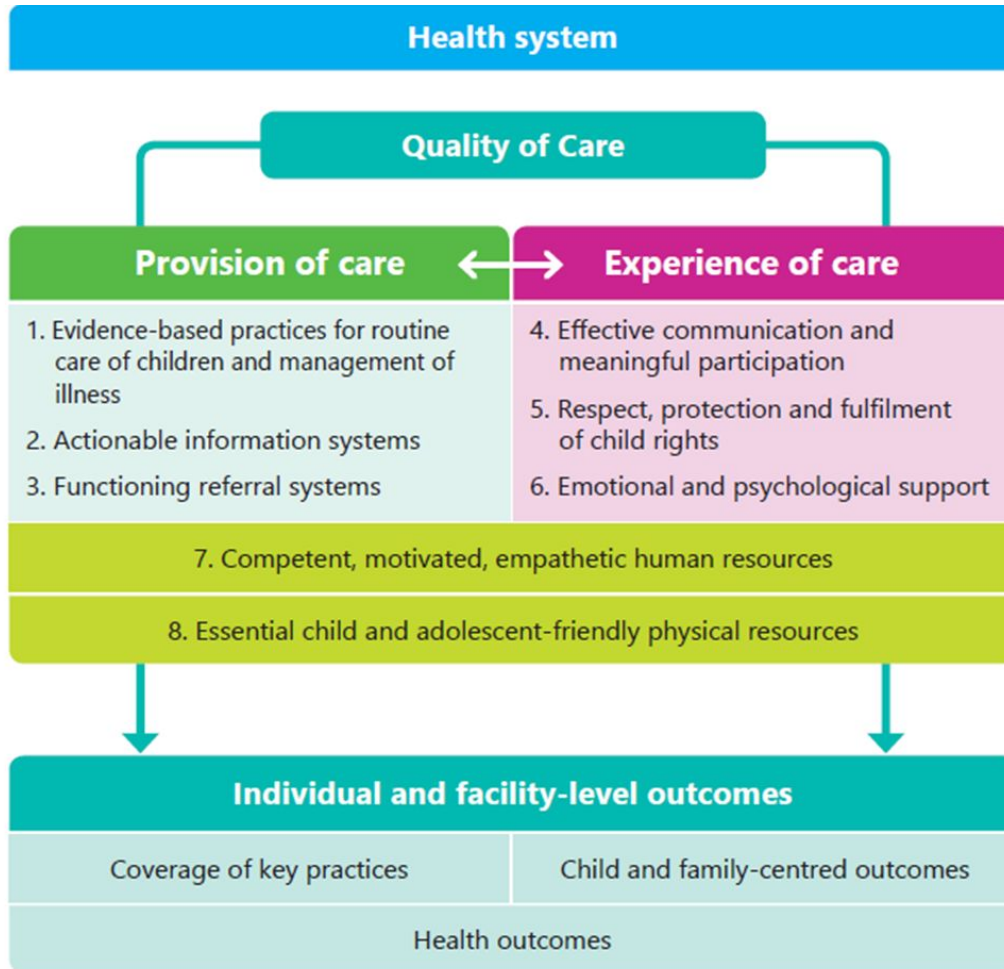 Health system
Quality of Care
Provision of care
Experience of care
1. Evidence-based practices for routine
care of children and management of
illness
2. Actionable information systems
3. Functioning referral systems
4. Effective communication and
meaningful participation
5. Respect, protection and fulfilment
of child rights
6. Emotional and psychological support
7. Competent, motivated, empathetic human resources
8. Essential child and adolescent-friendly physical resources
Individual and facility-level outcomes
Coverage of key practices
Child and family-centred outcomes
Health outcomes